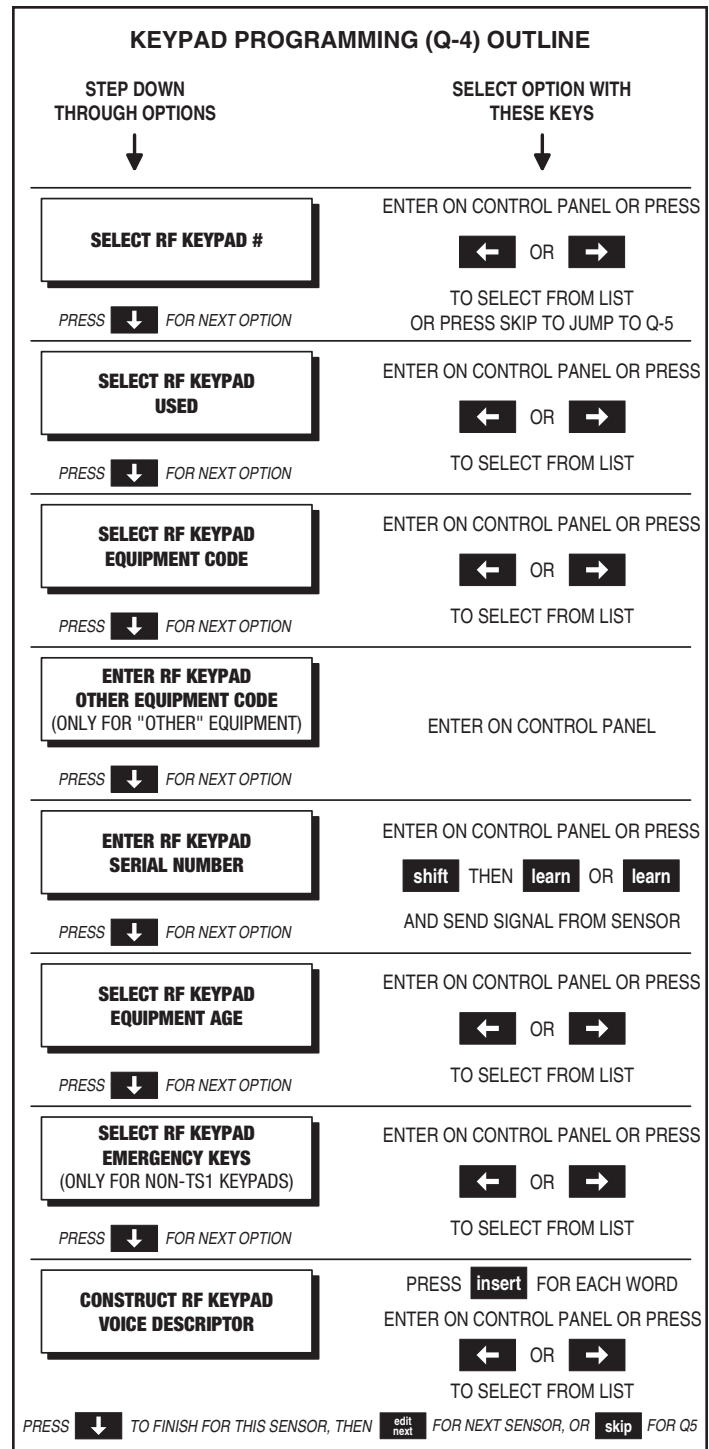 KEYPAD PROGRAMMING (Q-4) OUTLINE
STEP DOWN
THROUGH OPTIONS
SELECT OPTION WITH
THESE KEYS
SELECT RF KEYPAD #
PRESS ↓ FOR NEXT OPTION
ENTER ON CONTROL PANEL OR PRESS
← OR →
TO SELECT FROM LIST
OR PRESS SKIP TO JUMP TO Q-5
SELECT RF KEYPAD
USED
PRESS ↓ FOR NEXT OPTION
ENTER ON CONTROL PANEL OR PRESS
← OR →
TO SELECT FROM LIST
SELECT RF KEYPAD
EQUIPMENT CODE
PRESS ↓ FOR NEXT OPTION
ENTER ON CONTROL PANEL OR PRESS
← OR →
TO SELECT FROM LIST
ENTER RF KEYPAD
OTHER EQUIPMENT CODE
(ONLY FOR "OTHER" EQUIPMENT)
PRESS ↓ FOR NEXT OPTION
ENTER ON CONTROL PANEL
ENTER RF KEYPAD
SERIAL NUMBER
PRESS ↓ FOR NEXT OPTION
ENTER ON CONTROL PANEL OR PRESS
shift THEN learn OR learn
AND SEND SIGNAL FROM SENSOR
SELECT RF KEYPAD
EQUIPMENT AGE
PRESS ↓ FOR NEXT OPTION
ENTER ON CONTROL PANEL OR PRESS
← OR →
TO SELECT FROM LIST
SELECT RF KEYPAD
EMERGENCY KEYS
(ONLY FOR NON-TS1 KEYPADS)
PRESS ↓ FOR NEXT OPTION
ENTER ON CONTROL PANEL OR PRESS
← OR →
TO SELECT FROM LIST
CONSTRUCT RF KEYPAD
VOICE DESCRIPTOR
PRESS insert FOR EACH WORD
ENTER ON CONTROL PANEL OR PRESS
← OR →
TO SELECT FROM LIST
PRESS ↓ TO FINISH FOR THIS SENSOR, THEN edit next FOR NEXT SENSOR, OR skip FOR Q5